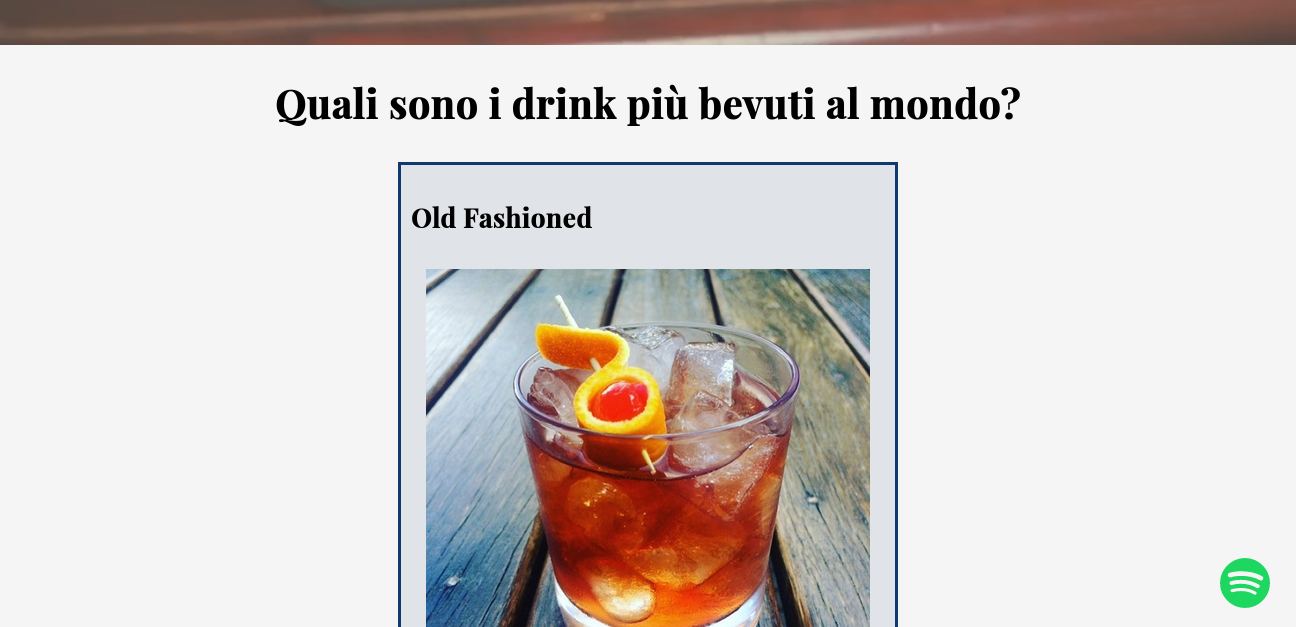 Quali sono i drink più bevuti al mondo?
Old Fashioned